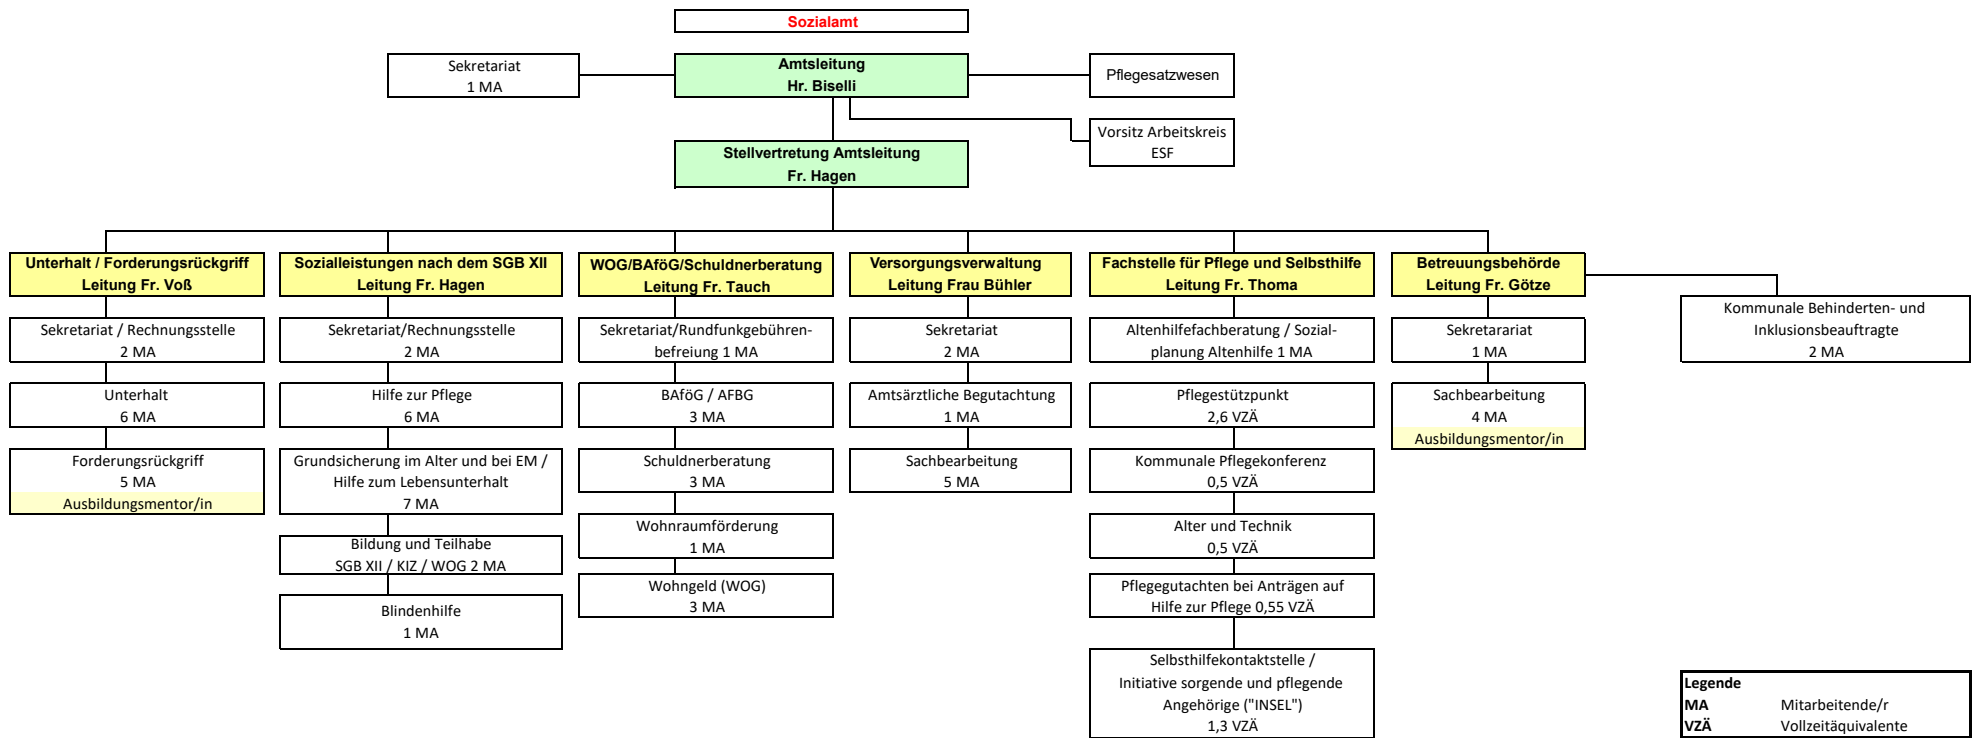 Sozialamt
Sekretariat
1 MA
Amtsleitung
Hr. Biselli
Pflegesatzwesen
Vorsitz Arbeitskreis
ESF
Stellvertretung Amtsleitung
Fr. Hagen
Unterhalt / Forderungsrückgriff
Leitung Fr. Voß
Sekretariat / Rechnungsstelle
2 MA
Unterhalt
6 MA
Forderungsrückgriff
5 MA
Ausbildungsmentor/in
Sozialleistungen nach dem SGB XII
Leitung Fr. Hagen
Sekretariat/Rechnungsstelle
2 MA
Hilfe zur Pflege
6 MA
Grundsicherung im Alter und bei EM /
Hilfe zum Lebensunterhalt
7 MA
Bildung und Teilhabe
SGB XII / KIZ / WOG 2 MA
Blindenhilfe
1 MA
WOG/BAföG/Schuldnerberatung
Leitung Fr. Tauch
Sekretariat/Rundfunkgebühren-
befreiung 1 MA
BAföG / AFBG
3 MA
Schuldnerberatung
3 MA
Wohnraumförderung
1 MA
Wohngeld (WOG)
3 MA
Versorgungsverwaltung
Leitung Frau Bühler
Sekretariat
2 MA
Amtsärztliche Begutachtung
1 MA
Sachbearbeitung
5 MA
Fachstelle für Pflege und Selbsthilfe
Leitung Fr. Thoma
Altenhilfefachberatung / Sozial-
planung Altenhilfe 1 MA
Pflegestützpunkt
2,6 VZÄ
Kommunale Pflegekonferenz
0,5 VZÄ
Alter und Technik
0,5 VZÄ
Pflegegutachten bei Anträgen auf
Hilfe zur Pflege 0,55 VZÄ
Selbsthilfekontaktstelle /
Initiative sorgende und pflegende
Angehörige ("INSEL")
1,3 VZÄ
Betreuungsbehörde
Leitung Fr. Götze
Sekretarariat
1 MA
Sachbearbeitung
4 MA
Ausbildungsmentor/in
Kommunale Behinderten- und
Inklusionsbeauftragte
2 MA
Legende
MA Mitarbeitende/r
VZÄ Vollzeitäquivalente